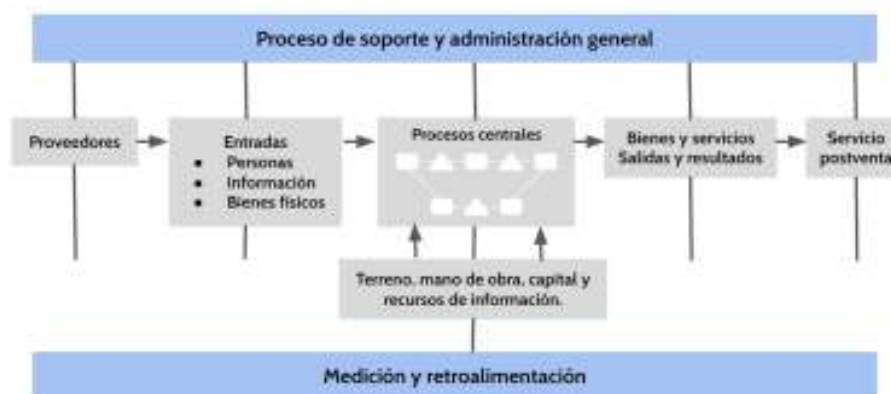 Proceso de soporte y administración general
Proveedores
Entradas
● Personas
● Información
● Bienes físicos
Procesos centrales
Bienes y servicios
Salidas y resultados
Servicio
postventa
Terreno, mano de obra, capital y
recursos de información.
Medición y retroalimentación